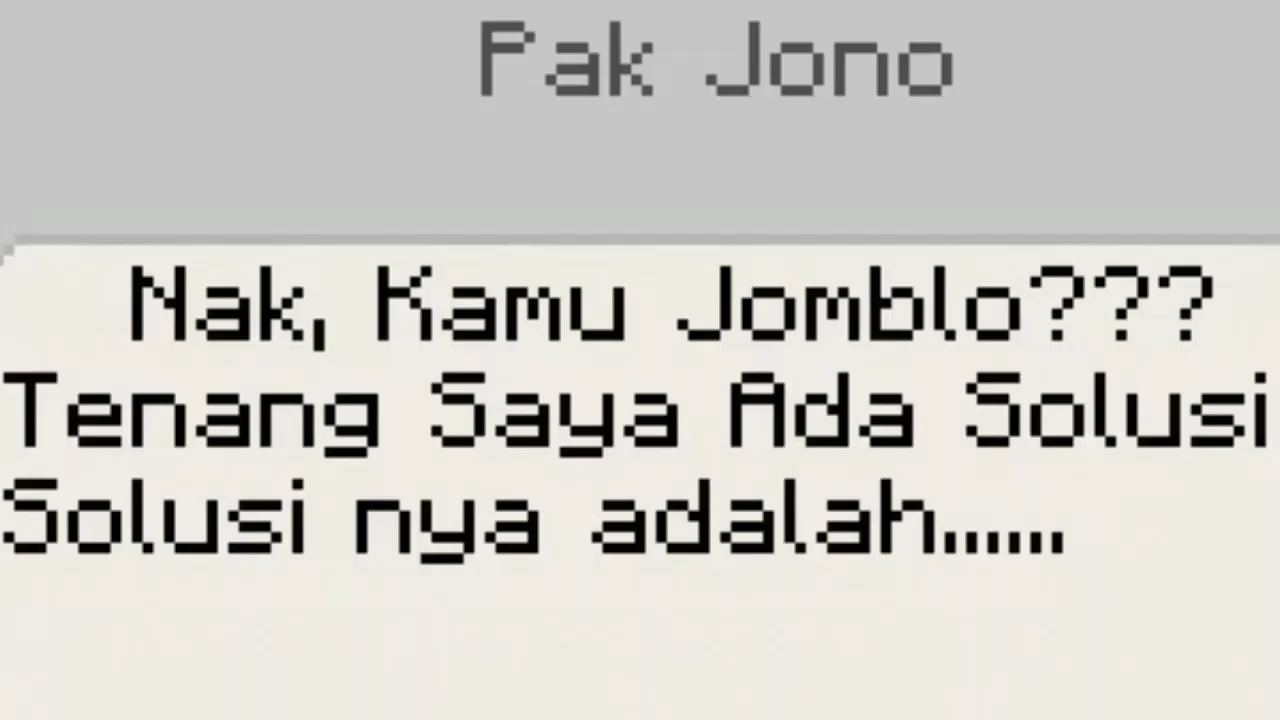 Pak Jono
Nak, Kamu Jomblo???
Tenang Saya Ada Solusi
Solusi nya adalah......